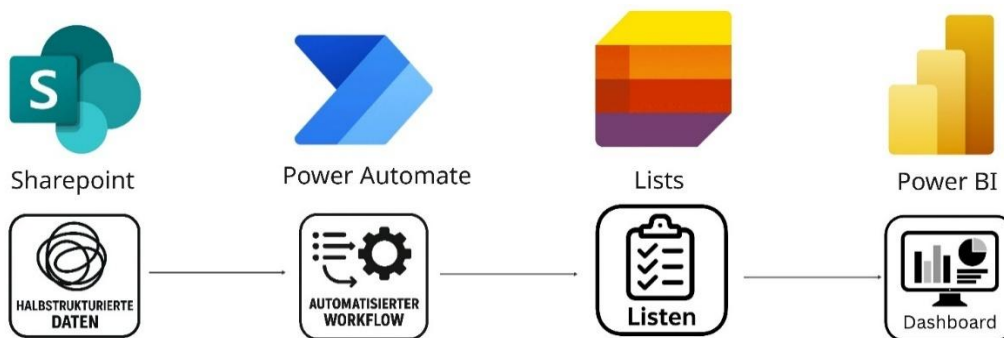 S
Sharepoint
Power Automate
Lists
Power BI
HALBSTRUKTURIERTE
DATEN
AUTOMATISIERTER
WORKFLOW
Listen
Dashboard